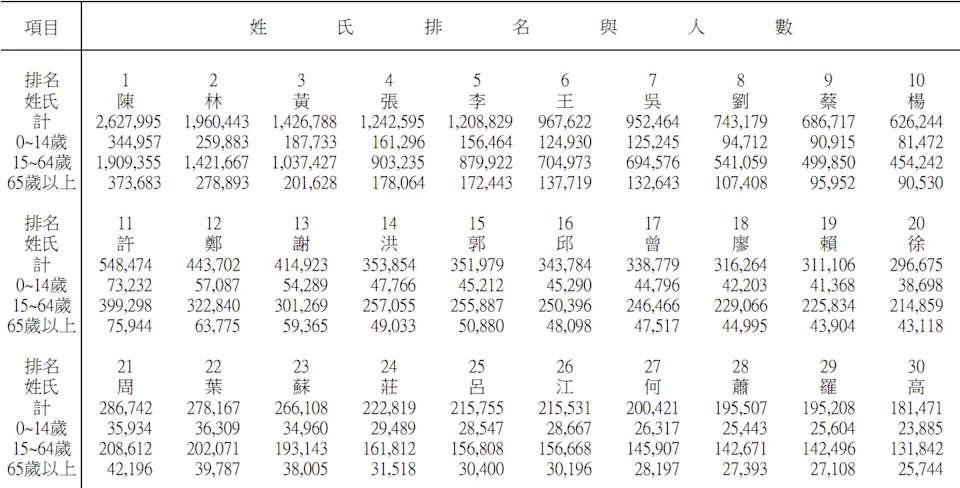 項目 姓氏排名與人數
排名 1 2 3 4 5 6 7 8 9 10
姓氏 陳 林 黃 張 李 王 吳 劉 蔡 楊
計 2,627,995 1,960,443 1,426,788 1,242,595 1,208,829 967,622 952,464 743,179 686,717 626,244
0~14歲 344,957 259,883 187,733 161,296 156,464 124,930 125,245 94,712 90,915 81,472
15~64歲 1,909,355 1,421,667 1,037,427 903,235 879,922 704,973 694,576 541,059 499,850 454,242
65歲以上 373,683 278,893 201,628 178,064 172,443 137,719 132,643 107,408 95,952 90,530
排名 11 12 13 14 15 16 17 18 19 20
姓氏 許 鄭 謝 洪 郭 邱 曾 廖 賴 徐
計 548,474 443,702 414,923 353,854 351,979 343,784 338,779 316,264 311,106 296,675
0~14歲 73,232 57,087 54,289 47,766 45,212 45,290 44,796 42,203 41,368 38,698
15~64歲 399,298 322,840 301,269 257,055 255,887 250,396 246,466 229,066 225,834 214,859
65歲以上 75,944 63,775 59,365 49,033 50,880 48,098 47,517 44,995 43,904 43,118
排名 21 22 23 24 25 26 27 28 29 30
姓氏 周 葉 蘇 莊 呂 江 何 蕭 羅 高
計 286,742 278,167 266,108 222,819 215,755 215,531 200,421 195,507 195,208 181,471
0~14歲 35,934 36,309 34,960 29,489 28,547 28,667 26,317 25,443 25,604 23,885
15~64歲 208,612 202,071 193,143 161,812 156,808 156,668 145,907 142,671 142,496 131,842
65歲以上 42,196 39,787 38,005 31,518 30,400 30,196 28,197 27,393 27,108 25,744